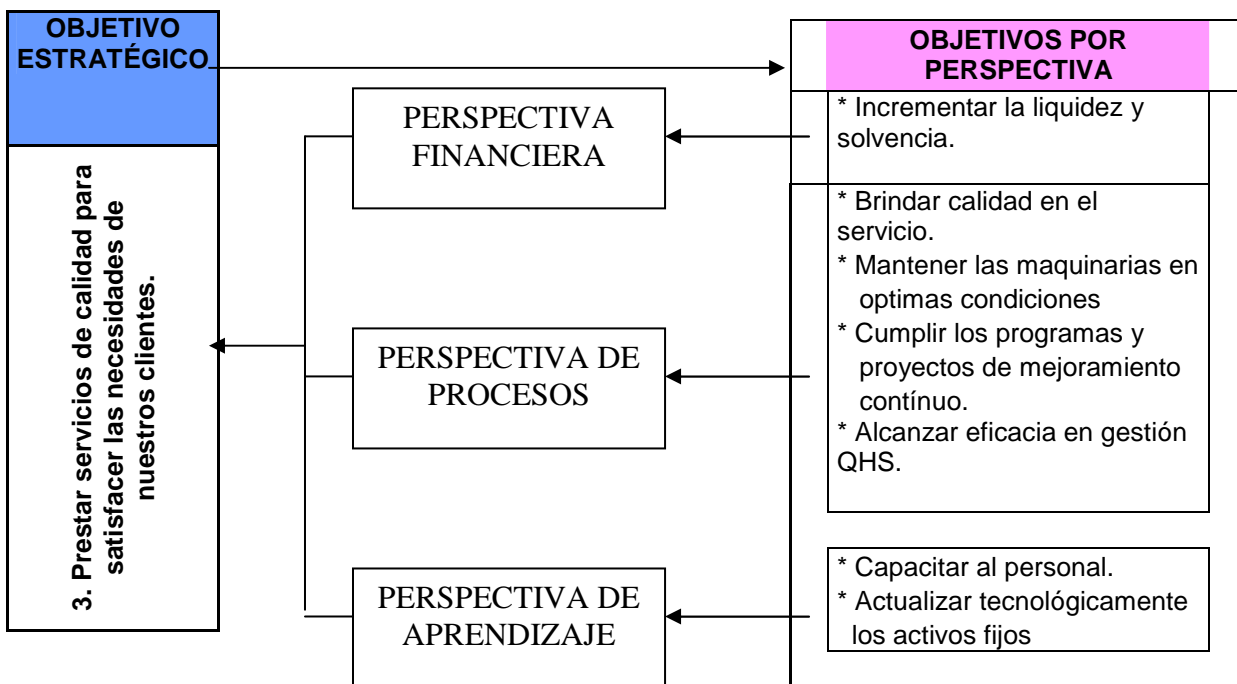 OBJETIVO
ESTRATÉGICO
3. Prestar servicios de calidad para
satisfacer las necesidades de
nuestros clientes.
PERSPECTIVA
FINANCIERA
PERSPECTIVA DE
PROCESOS
PERSPECTIVA DE
APRENDIZAJE
OBJETIVOS POR
PERSPECTIVA
* Incrementar la liquidez y
solvencia.
* Brindar calidad en el
servicio.
* Mantener las maquinarias en
optimas condiciones
* Cumplir los programas y
proyectos de mejoramiento
contínuo.
* Alcanzar eficacia en gestión
QHS.
* Capacitar al personal.
* Actualizar tecnológicamente
los activos fijos